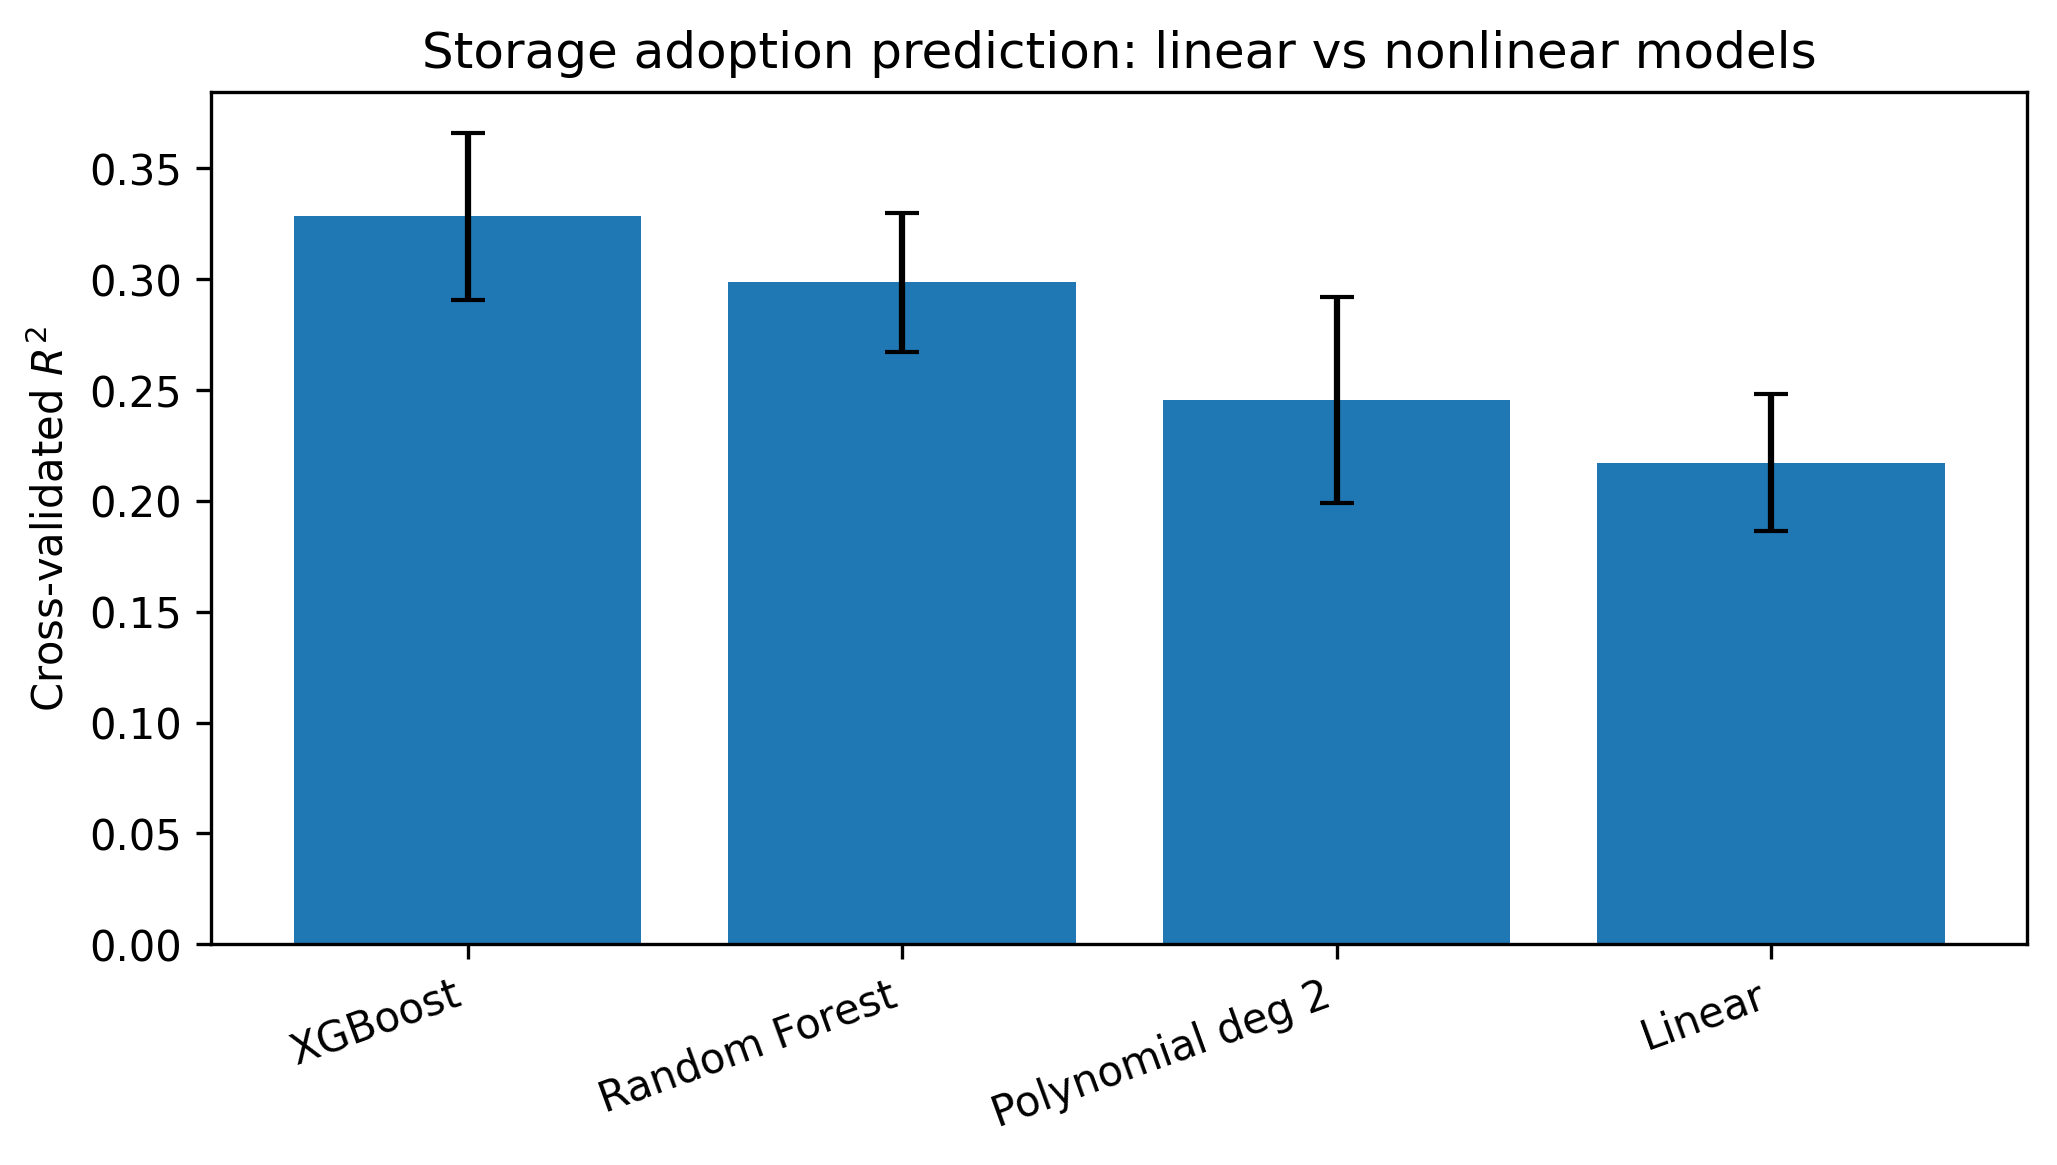 Storage adoption prediction: linear vs nonlinear models
Cross-validated R²
0.35
0.30
0.25
0.20
0.15
0.10
0.05
0.00
XGBoost
Random Forest
Polynomial deg 2
Linear